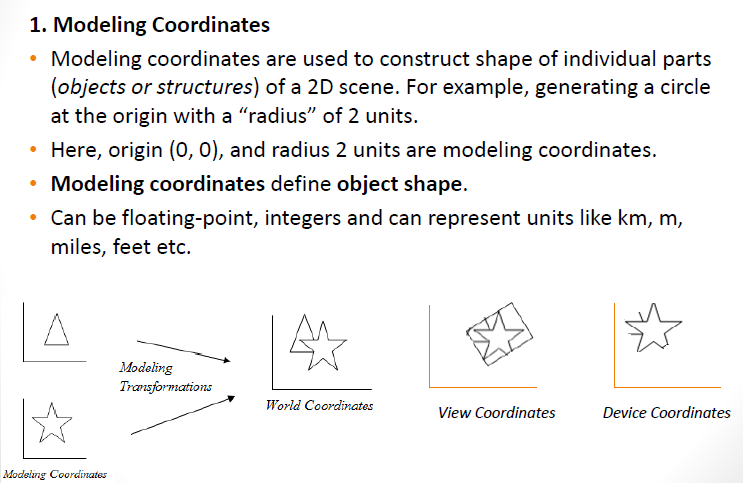 1. Modeling Coordinates
• Modeling coordinates are used to construct shape of individual parts
(objects or structures) of a 2D scene. For example, generating a circle
at the origin with a “radius” of 2 units.
• Here, origin (0, 0), and radius 2 units are modeling coordinates.
• Modeling coordinates define object shape.
• Can be floating-point, integers and can represent units like km, m,
miles, feet etc.
Modeling
Transformations
World Coordinates
View Coordinates
Device Coordinates
Modeling Coordinates